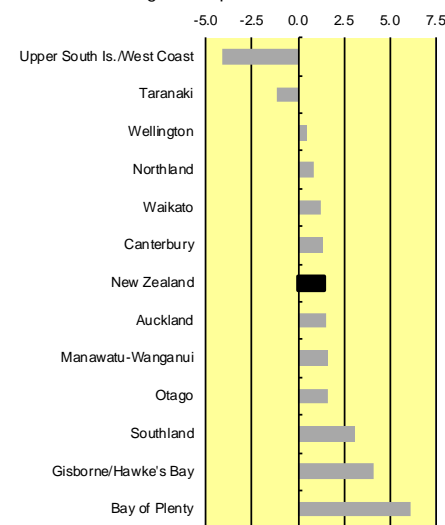 -5.0 -2.5 0.0 2.5 5.0 7.5
Upper South Is./West Coast
Taranaki
Wellington
Northland
Waikato
Canterbury
New Zealand
Auckland
Manawatu-Wanganui
Otago
Southland
Gisborne/Hawke's Bay
Bay of Plenty